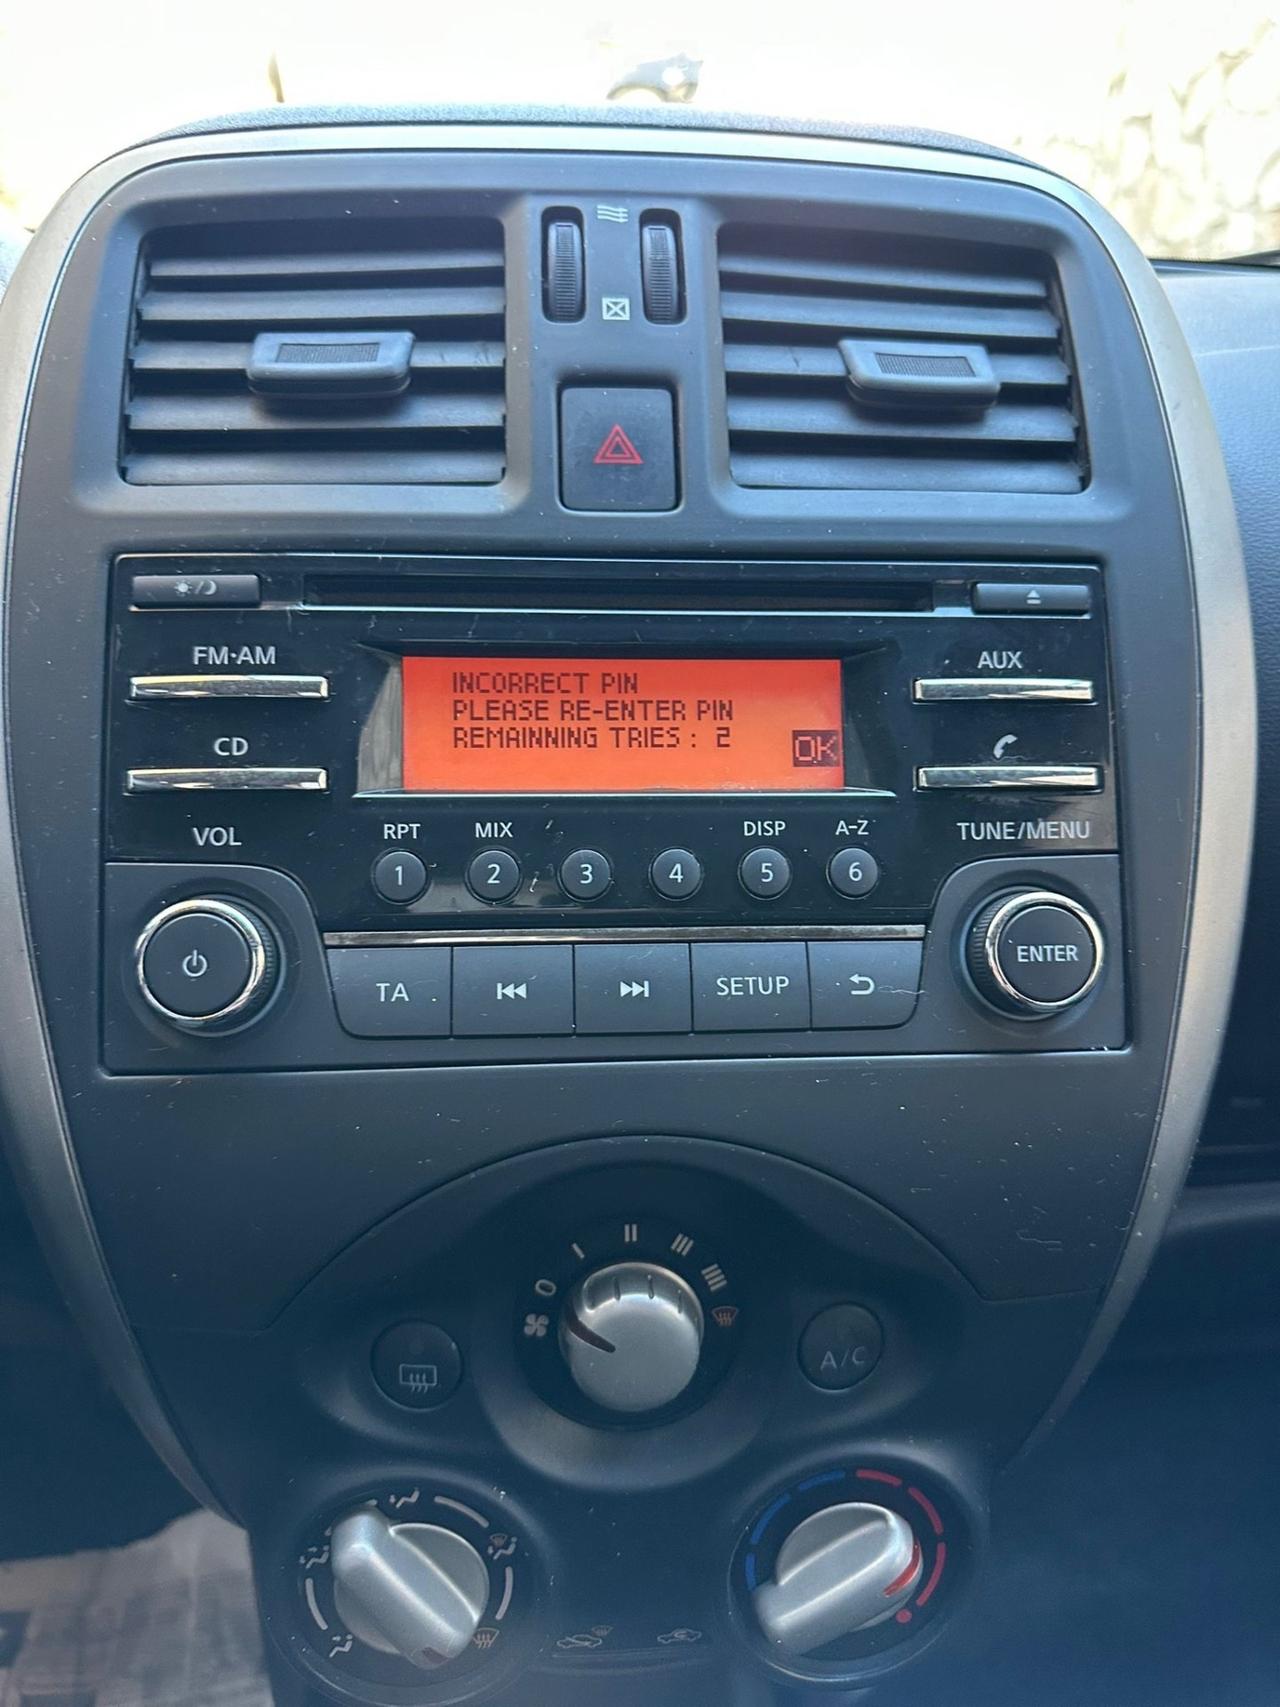 FM·AM
AUX
INCORRECT PIN
PLEASE RE-ENTER PIN
REMAINNING TRIES : 2
OK
CD
VOL
RPT MIX DISP A-Z
TUNE/MENU
1 2 3 4 5 6
ENTER
TA SETUP
0
A/C